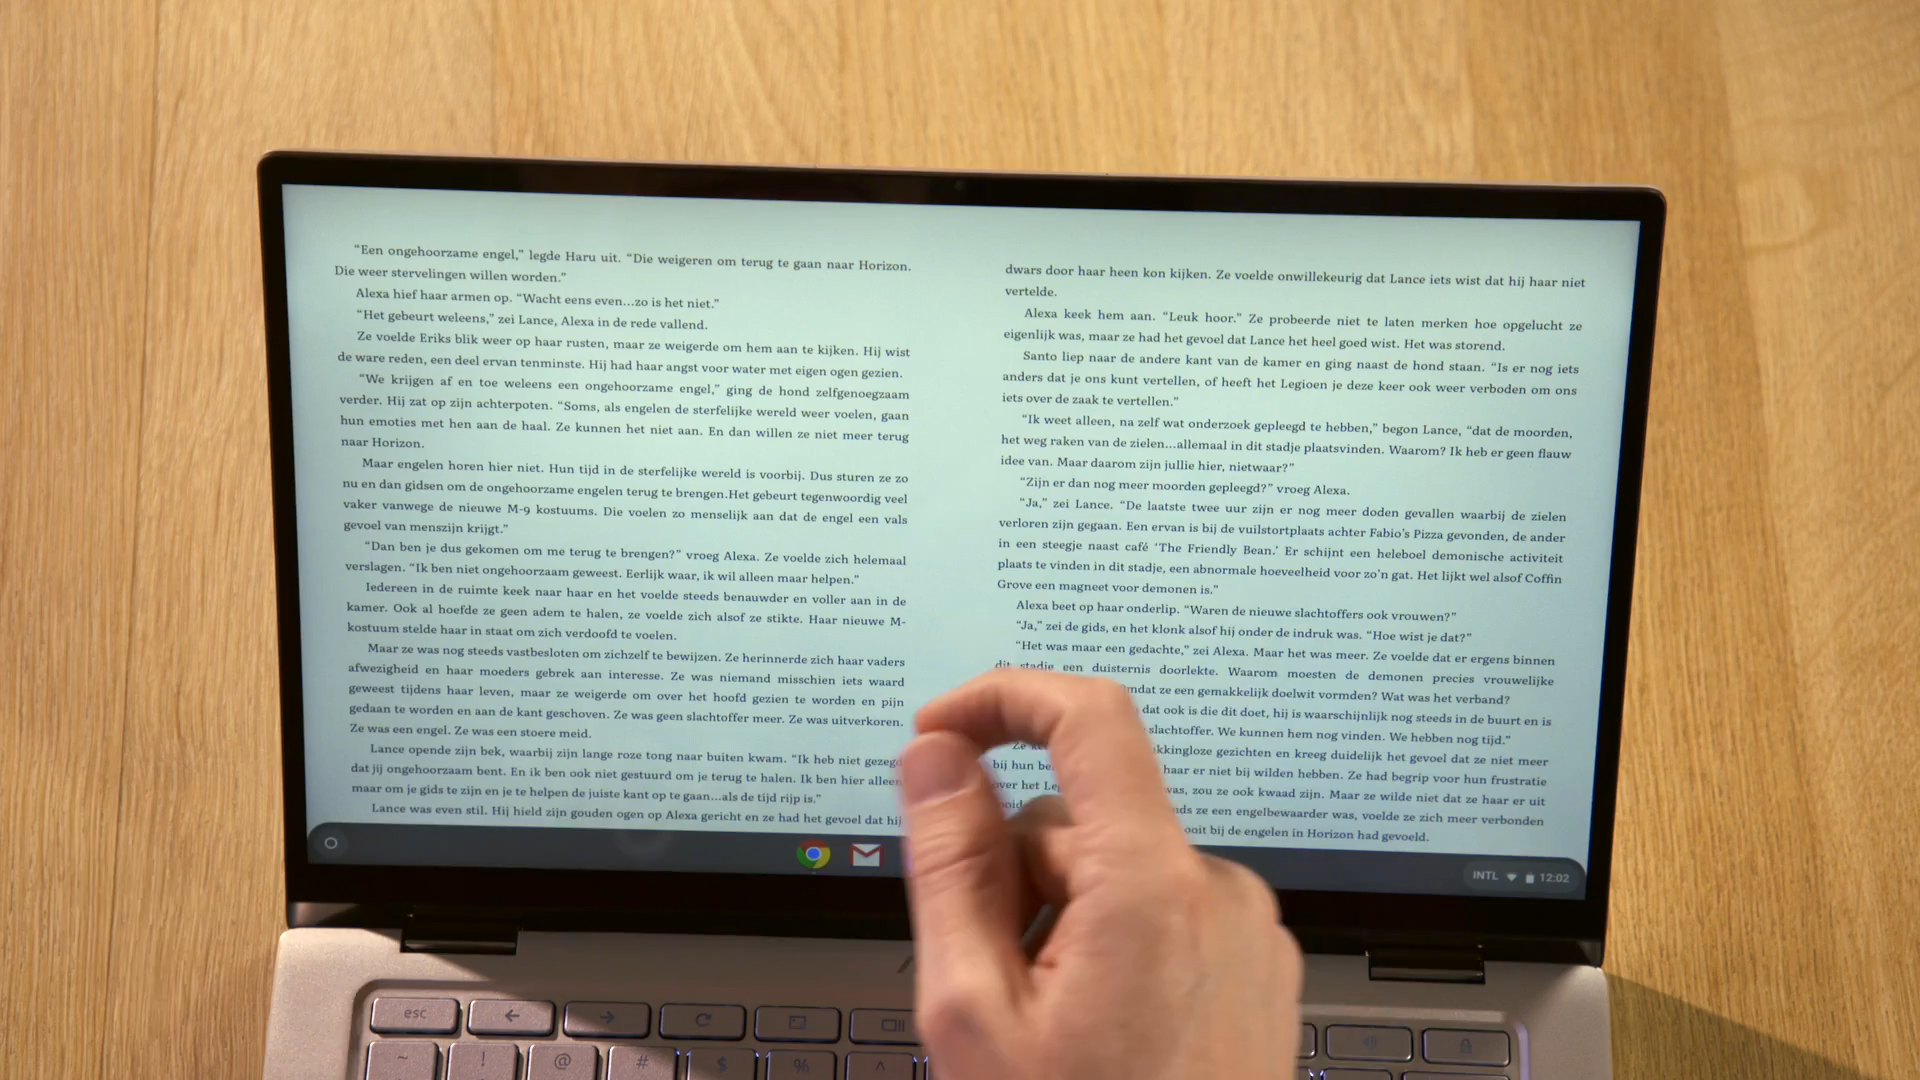 “Een ongehoorzame engel,” legde Haru uit. “Die weigeren om terug te gaan naar Horizon.
Die weer stervelingen willen worden.”
Alexa hief haar armen op. “Wacht eens even...zo is het niet.”
“Het gebeurt weleens,” zei Lance, Alexa in de rede vallend.
Ze voelde Eriks blik weer op haar rusten, maar ze weigerde om hem aan te kijken. Hij wist
de ware reden, een deel ervan tenminste. Hij had haar angst voor water met eigen ogen gezien.
“We krijgen af en toe weleens een ongehoorzame engel,” ging de hond zelfgenoegzaam
verder. Hij zat op zijn achterpoten. “Soms, als engelen de sterfelijke wereld weer voelen, gaan
hun emoties met hen aan de haal. Ze kunnen het niet aan. En dan willen ze niet meer terug
naar Horizon.
Maar engelen horen hier niet. Hun tijd in de sterfelijke wereld is voorbij. Dus sturen ze zo
nu en dan gidsen om de ongehoorzame engelen terug te brengen.Het gebeurt tegenwoordig veel
vaker vanwege de nieuwe M-9 kostuums. Die voelen zo menselijk aan dat de engel een vals
gevoel van menszijn krijgt.”
“Dan ben je dus gekomen om me terug te brengen?” vroeg Alexa. Ze voelde zich helemaal
verslagen. “Ik ben niet ongehoorzaam geweest. Eerlijk waar, ik wil alleen maar helpen.”
Iedereen in de ruimte keek naar haar en het voelde steeds benauwder en voller aan in de
kamer. Ook al hoefde ze geen adem te halen, ze voelde zich alsof ze stikte. Haar nieuwe M-
kostuum stelde haar in staat om zich verdoofd te voelen.
Maar ze was nog steeds vastbesloten om zichzelf te bewijzen. Ze herinnerde zich haar vaders
afwezigheid en haar moeders gebrek aan interesse. Ze was niemand misschien iets waard
geweest tijdens haar leven, maar ze weigerde om over het hoofd gezien te worden en pijn
gedaan te worden en aan de kant geschoven. Ze was geen slachtoffer meer. Ze was uitverkoren.
Ze was een engel. Ze was een stoere meid.
Lance opende zijn bek, waarbij zijn lange roze tong naar buiten kwam. “Ik heb niet gezegd
dat jij ongehoorzaam bent. En ik ben ook niet gestuurd om je terug te halen. Ik ben hier alleen
maar om je gids te zijn en je te helpen de juiste kant op te gaan...als de tijd rijp is.”
Lance was even stil. Hij hield zijn gouden ogen op Alexa gericht en ze had het gevoel dat hij
dwars door haar heen kon kijken. Ze voelde onwillekeurig dat Lance iets wist dat hij haar niet
vertelde.
Alexa keek hem aan. “Leuk hoor.” Ze probeerde niet te laten merken hoe opgelucht ze
eigenlijk was, maar ze had het gevoel dat Lance het heel goed wist. Het was storend.
Santo liep naar de andere kant van de kamer en ging naast de hond staan. “Is er nog iets
anders dat je ons kunt vertellen, of heeft het Legioen je deze keer ook weer verboden om ons
iets over de zaak te vertellen.”
“Ik weet alleen, na zelf wat onderzoek gepleegd te hebben,” begon Lance, “dat de moorden,
het weg raken van de zielen...allemaal in dit stadje plaatsvinden. Waarom? Ik heb er geen flauw
idee van. Maar daarom zijn jullie hier, nietwaar?”
“Zijn er dan nog meer moorden gepleegd?” vroeg Alexa.
“Ja,” zei Lance. “De laatste twee uur zijn er nog meer doden gevallen waarbij de zielen
verloren zijn gegaan. Een ervan is bij de vuilstortplaats achter Fabio’s Pizza gevonden, de ander
in een steegje naast café ‘The Friendly Bean.’ Er schijnt een heleboel demonische activiteit
plaats te vinden in dit stadje, een abnormale hoeveelheid voor zo’n gat. Het lijkt wel alsof Coffin
Grove een magneet voor demonen is.”
Alexa beet op haar onderlip. “Waren de nieuwe slachtoffers ook vrouwen?”
“Ja,” zei de gids, en het klonk alsof hij onder de indruk was. “Hoe wist je dat?”
“Het was maar een gedachte,” zei Alexa. Maar het was meer. Ze voelde dat er ergens binnen
dit stadje een duisternis doorlekte. Waarom moesten de demonen precies vrouwelijke
omdat ze een gemakkelijk doelwit vormden? Wat was het verband?
dat ook is die dit doet, hij is waarschijnlijk nog steeds in de buurt en is
slachtoffer. We kunnen hem nog vinden. We hebben nog tijd.”
Ze kee kkingloze gezichten en kreeg duidelijk het gevoel dat ze niet meer
bij hun be haar er niet bij wilden hebben. Ze had begrip voor hun frustratie
over het Leg was, zou ze ook kwaad zijn. Maar ze wilde niet dat ze haar er uit
nds ze een engelbewaarder was, voelde ze zich meer verbonden
ooit bij de engelen in Horizon had gevoeld.
INTL 12:02
esc
~ ! @ # $ % ^